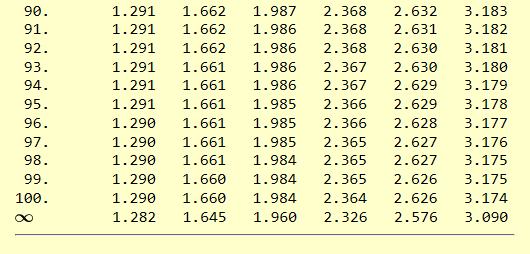 90. 1.291 1.662 1.987 2.368 2.632 3.183
91. 1.291 1.662 1.986 2.368 2.631 3.182
92. 1.291 1.662 1.986 2.368 2.630 3.181
93. 1.291 1.661 1.986 2.367 2.630 3.180
94. 1.291 1.661 1.986 2.367 2.629 3.179
95. 1.291 1.661 1.985 2.366 2.629 3.178
96. 1.290 1.661 1.985 2.366 2.628 3.177
97. 1.290 1.661 1.985 2.365 2.627 3.176
98. 1.290 1.661 1.984 2.365 2.627 3.175
99. 1.290 1.660 1.984 2.365 2.626 3.175
100. 1.290 1.660 1.984 2.364 2.626 3.174
∞ 1.282 1.645 1.960 2.326 2.576 3.090